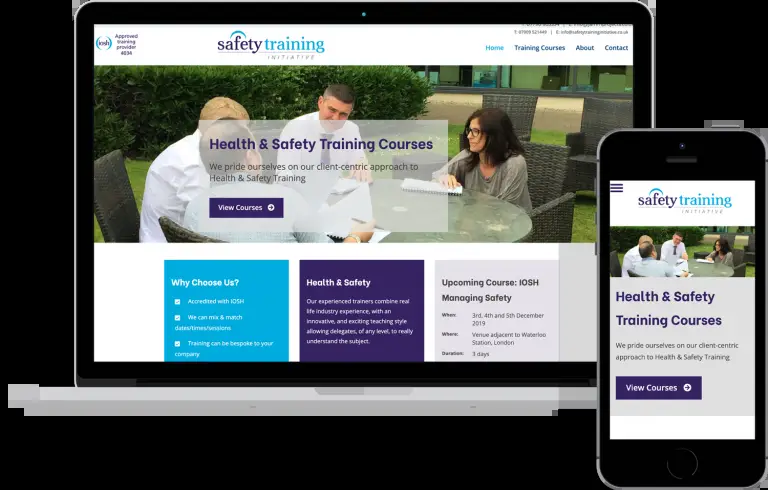 iosh
Approved
training
provider
4034
safetytraining
INITIATIVE
T: 07909 521449 | E: info@safetytraininginitiative.co.uk
Home Training Courses About Contact
Health & Safety Training Courses
We pride ourselves on our client-centric approach to
Health & Safety Training
View Courses
Why Choose Us?
Accredited with IOSH
We can mix & match
dates/times/sessions
Training can be bespoke to your
company
Health & Safety
Our experienced trainers combine real
life industry experience, with an
innovative, and exciting teaching style
allowing delegates, of any level, to really
understand the subject.
Upcoming Course: IOSH
Managing Safety
When: 3rd, 4th and 5th December
2019
Where: Venue adjacent to Waterloo
Station, London
Duration: 3 days
safetytraining
INITIATIVE
Health & Safety
Training Courses
We pride ourselves on our client-centric
approach to Health & Safety Training
View Courses